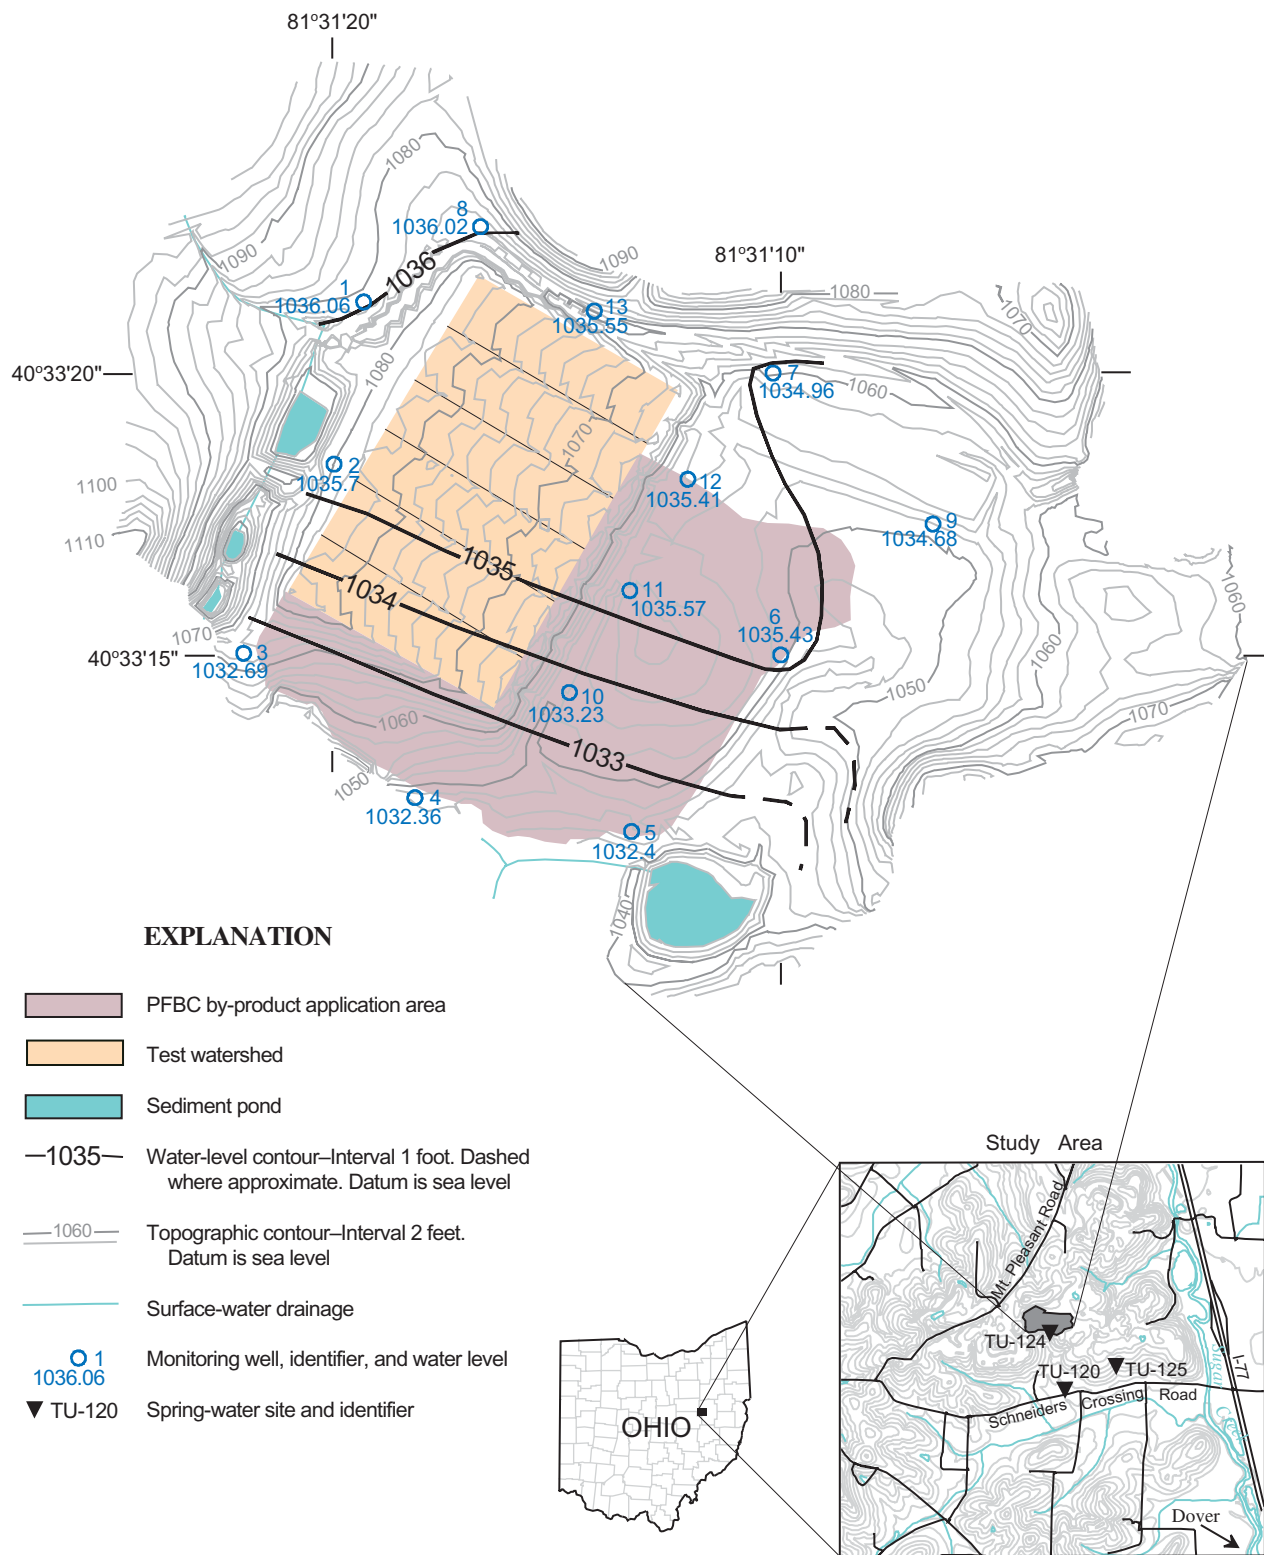 81°31'20"
1080
8
1036.02
1090
1036
1090
81°31'10"
1
1036.06
13
1035.55
1080
1070
40°33'20"
1080
7
1034.96
1060
1070
2
1035.7
12
1035.41
1100
1110
9
1034.68
1035
1034
11
1035.57
6
1035.43
1060
1070
40°33'15"
3
1032.69
1060
1050
10
1033.23
1060
1070
1033
1050
4
1032.36
5
1032.4
1040
EXPLANATION
PFBC by-product application area
Test watershed
Sediment pond
1035
Water-level contour–Interval 1 foot. Dashed
where approximate. Datum is sea level
1060
Topographic contour–Interval 2 feet.
Datum is sea level
Surface-water drainage
1
1036.06
Monitoring well, identifier, and water level
TU-120
Spring-water site and identifier
OHIO
Study Area
Mt. Pleasant Road
TU-124
TU-120
TU-125
Schneiders Crossing Road
I-77
Sugar Creek
Dover